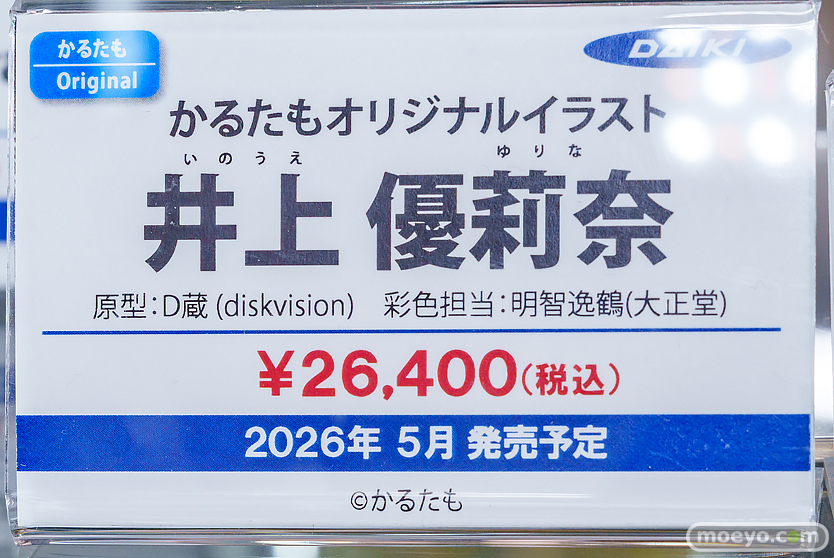 かるたも
Original
DAIKI
かるたもオリジナルイラスト
いのうえ ゆりな
井上 優莉奈
原型：D蔵 (diskvision) 彩色担当：明智逸鶴(大正堂)
¥26,400(税込)
2026年 5月 発売予定
©かるたも
moeyo.com